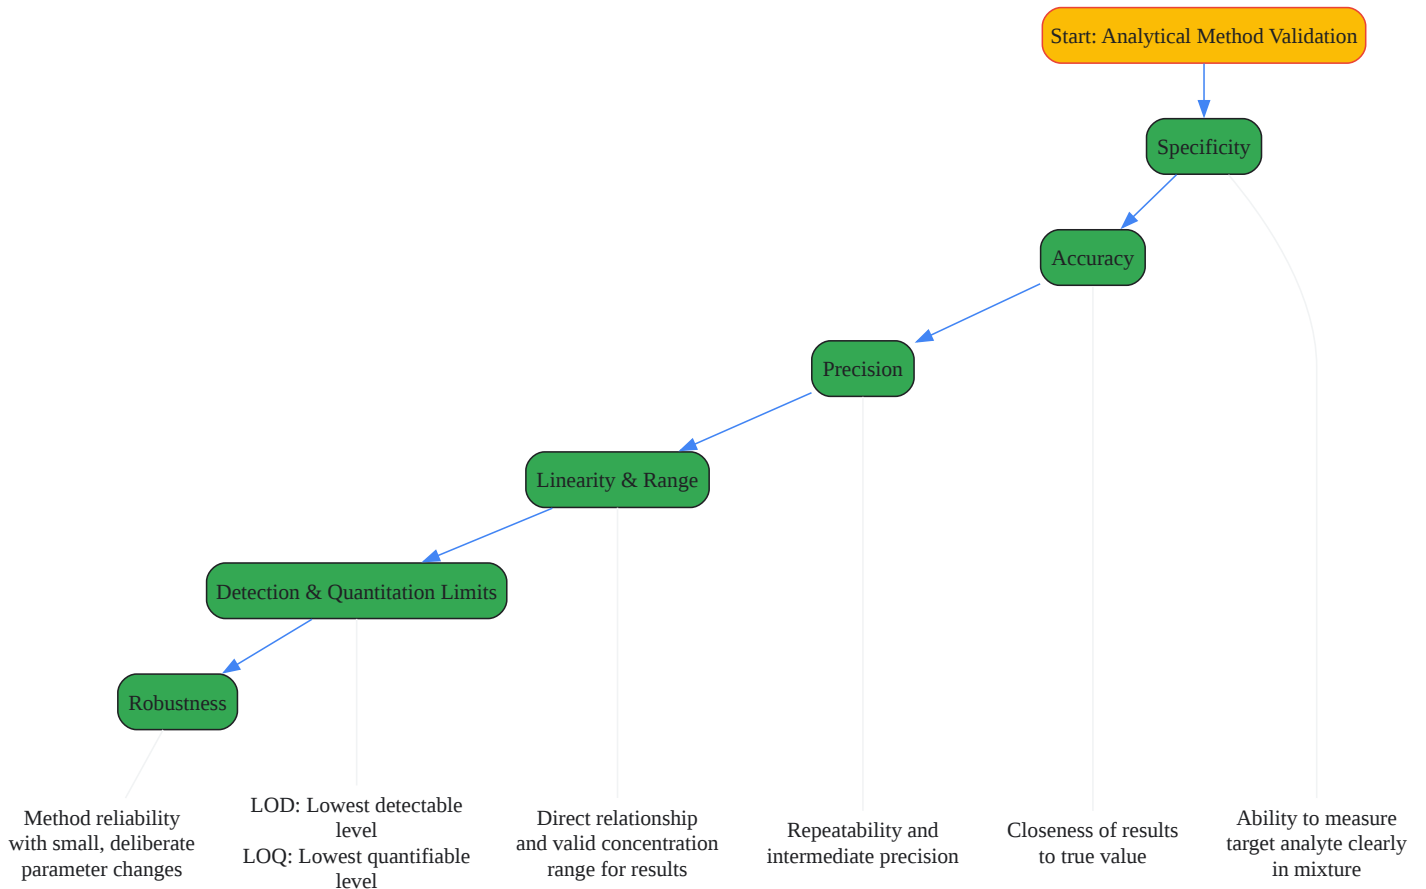 Start: Analytical Method Validation
Specificity
Accuracy
Precision
Linearity & Range
Detection & Quantitation Limits
Robustness
Method reliability
with small, deliberate
parameter changes
LOD: Lowest detectable
level
LOQ: Lowest quantifiable
level
Direct relationship
and valid concentration
range for results
Repeatability and
intermediate precision
Closeness of results
to true value
Ability to measure
target analyte clearly
in mixture